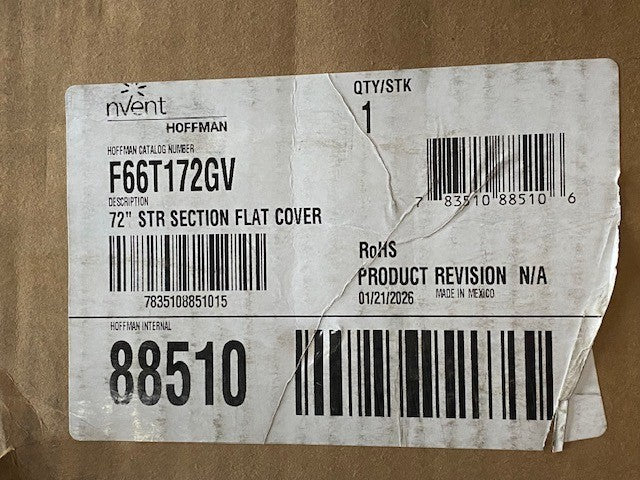 nVent
HOFFMAN
QTY/STK
1
HOFFMAN CATALOG NUMBER
F66T172GV
DESCRIPTION
72" STR SECTION FLAT COVER
7 83510 88510 6
7835108851015
RoHS
PRODUCT REVISION N/A
01/21/2026 MADE IN MEXICO
HOFFMAN INTERNAL
88510